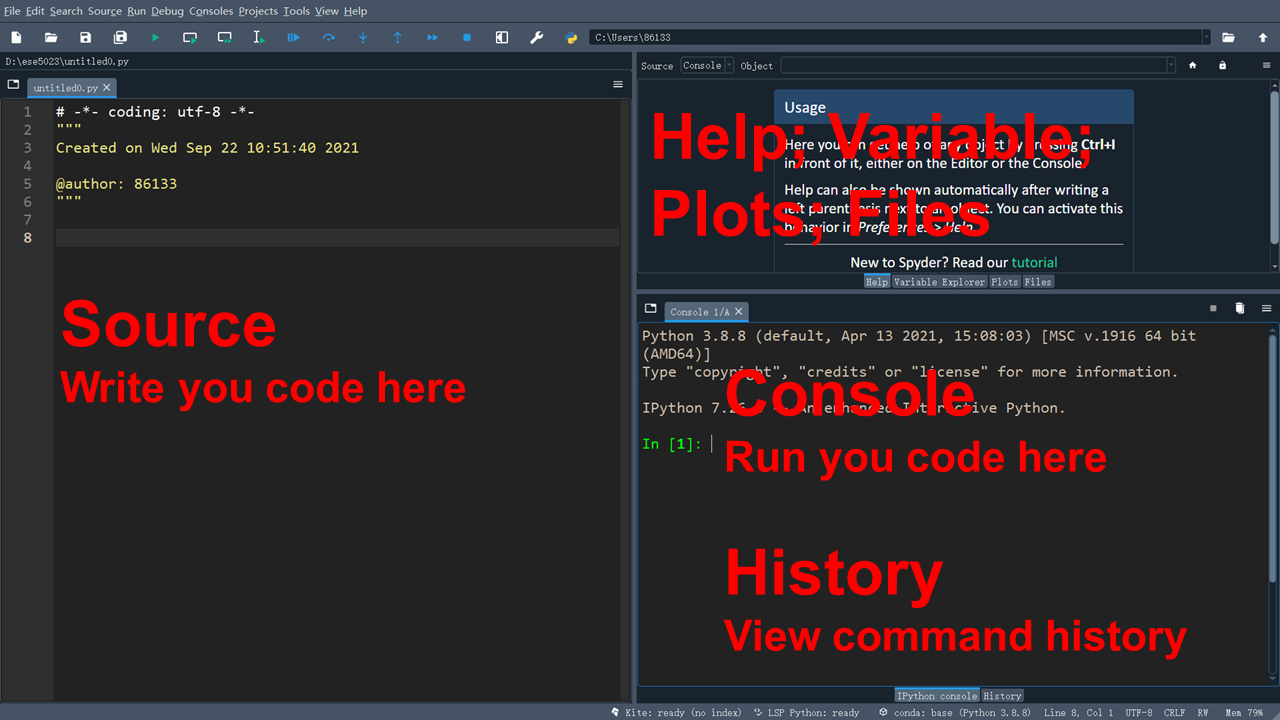 File Edit Search Source Run Debug Consoles Projects Tools View Help
C:\Users\86133
D:\ese5023\untitled0.py
untitled0.py
1 # -*- coding: utf-8 -*-
2 """
3 Created on Wed Sep 22 10:51:40 2021
4
5 @author: 86133
6 """
7
8
Source
Write you code here
Source Console Object
Usage
Help; Variable;
Here you can get help of any object by pressing Ctrl+I
in front of it, either on the Editor or the Console.
Plots; Files
Help can also be shown automatically after writing a
left parenthesis next to an object. You can activate this
behavior in Preferences > Help.
New to Spyder? Read our tutorial
Help Variable Explorer Plots Files
Console 1/A
Python 3.8.8 (default, Apr 13 2021, 15:08:03) [MSC v.1916 64 bit
(AMD64)]
Type "copyright", "credits" or "license" for more information.
Console
IPython 7.2 -- An enhanced Interactive Python.
In [1]:
Run you code here
History
View command history
IPython console History
Kite: ready (no index) LSP Python: ready conda: base (Python 3.8.8) Line 8, Col 1 UTF-8 CRLF RW Mem 79%